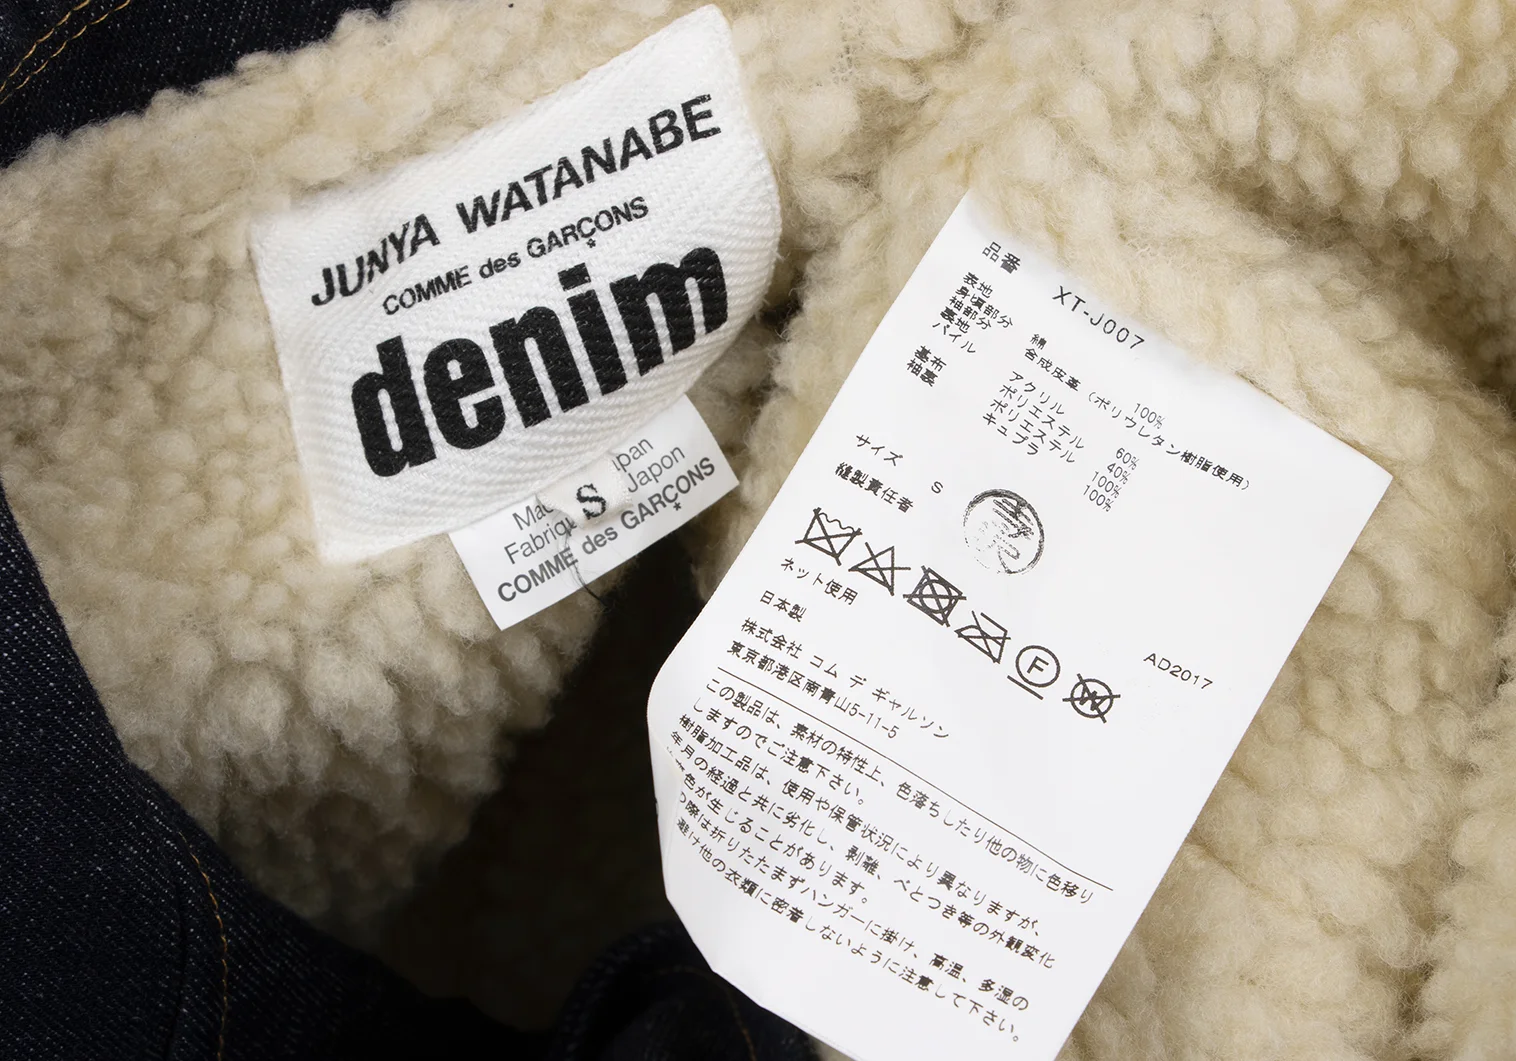 JUNYA WATANABE
COMME des GARÇONS
denim
S
Japon
COMME des GARÇONS
品番
XT-J007
表地
身頃部分 綿 100%
袖部分 合成皮革(ポリウレタン樹脂使用)
裏地
パイル アクリル 60%
ポリエステル 40%
基布 ポリエステル 100%
袖裏 キュプラ 100%
サイズ S
縫製責任者
F
W
ネット使用
日本製
AD2017
株式会社 コム デ ギャルソン
東京都港区南青山5-11-5
この製品は、素材の特性上、色落ちしたり他の物に色移り
しますのでご注意下さい。
樹脂加工品は、使用や保管状況により異なりますが、
年月の経過と共に劣化し、剥離、べとつき等の外観変化
色が生じることがあります。
際は折りたたまずハンガーに掛け、高温、多湿の
避け他の衣類に密着しないように注意して下さい。